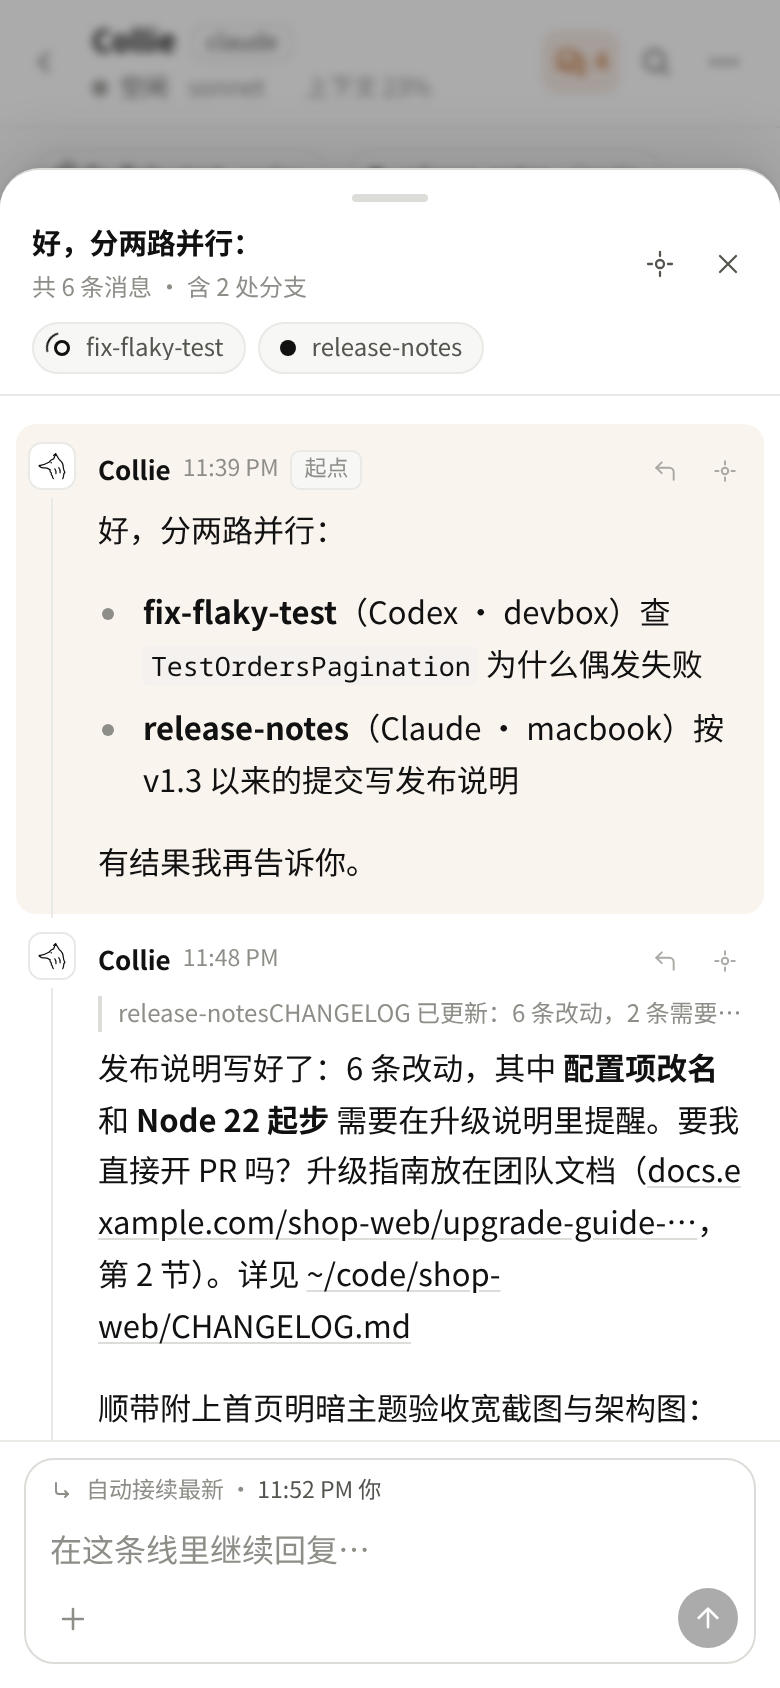 Collie claude
空闲 sonnet 上下文 23%
好，分两路并行：
共 6 条消息 · 含 2 处分支
fix-flaky-test release-notes
Collie 11:39 PM 起点
好，分两路并行：
fix-flaky-test（Codex · devbox）查
TestOrdersPagination 为什么偶发失败
release-notes（Claude · macbook）按
v1.3 以来的提交写发布说明
有结果我再告诉你。
Collie 11:48 PM
release-notesCHANGELOG 已更新：6 条改动，2 条需要…
发布说明写好了：6 条改动，其中 配置项改名
和 Node 22 起步 需要在升级说明里提醒。要我
直接开 PR 吗？升级指南放在团队文档（docs.e
xample.com/shop-web/upgrade-guide-…，
第 2 节）。详见 ~/code/shop-
web/CHANGELOG.md
顺带附上首页明暗主题验收宽截图与架构图：
自动接续最新 · 11:52 PM 你
在这条线里继续回复…